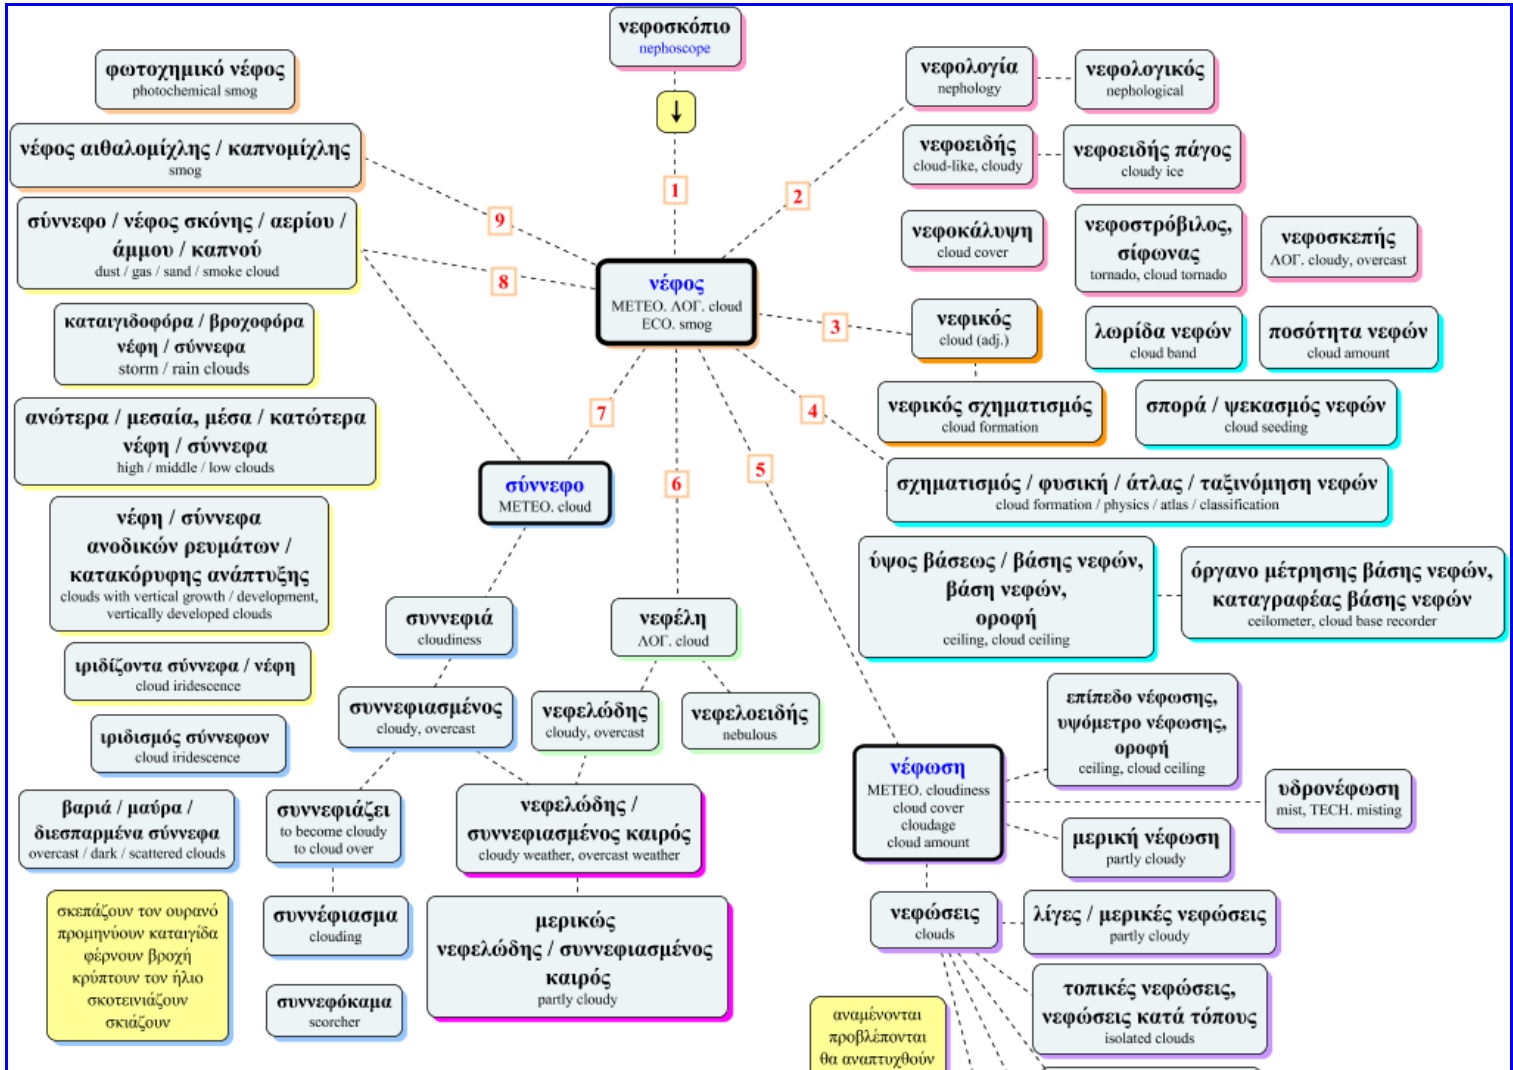 νεφοσκόπιο
nephoscope
↓
φωτοχημικό νέφος
photochemical smog
νέφος αιθαλομίχλης / καπνομίχλης
smog
σύννεφο / νέφος σκόνης / αερίου /
άμμου / καπνού
dust / gas / sand / smoke cloud
καταιγιδοφόρα / βροχοφόρα
νέφη / σύννεφα
storm / rain clouds
ανώτερα / μεσαία, μέσα / κατώτερα
νέφη / σύννεφα
high / middle / low clouds
νέφη / σύννεφα
ανοδικών ρευμάτων /
κατακόρυφης ανάπτυξης
clouds with vertical growth / development,
vertically developed clouds
ιριδίζοντα σύννεφα / νέφη
cloud iridescence
ιριδισμός σύννεφων
cloud iridescence
βαριά / μαύρα /
διεσπαρμένα σύννεφα
overcast / dark / scattered clouds
σκεπάζουν τον ουρανό
προμηνύουν καταιγίδα
φέρνουν βροχή
κρύπτουν τον ήλιο
σκοτεινιάζουν
σκιάζουν
1
2
3
4
5
6
7
8
9
νέφος
ΜΕΤΕΟ. ΛΟΓ. cloud
ECO. smog
σύννεφο
ΜΕΤΕΟ. cloud
συννεφιά
cloudiness
συννεφιασμένος
cloudy, overcast
συννεφιάζει
to become cloudy
to cloud over
συννέφιασμα
clouding
συννεφόκαμα
scorcher
νεφέλη
ΛΟΓ. cloud
νεφελώδης
cloudy, overcast
νεφελοειδής
nebulous
νεφελώδης /
συννεφιασμένος καιρός
cloudy weather, overcast weather
μερικώς
νεφελώδης / συννεφιασμένος
καιρός
partly cloudy
νεφολογία
nephology
νεφολογικός
nephological
νεφοειδής
cloud-like, cloudy
νεφοειδής πάγος
cloudy ice
νεφοκάλυψη
cloud cover
νεφοστρόβιλος,
σίφωνας
tornado, cloud tornado
νεφοσκεπής
ΛΟΓ. cloudy, overcast
νεφικός
cloud (adj.)
λωρίδα νεφών
cloud band
ποσότητα νεφών
cloud amount
νεφικός σχηματισμός
cloud formation
σπορά / ψεκασμός νεφών
cloud seeding
σχηματισμός / φυσική / άτλας / ταξινόμηση νεφών
cloud formation / physics / atlas / classification
ύψος βάσεως / βάσης νεφών,
βάση νεφών,
οροφή
ceiling, cloud ceiling
όργανο μέτρησης βάσης νεφών,
καταγραφέας βάσης νεφών
ceilometer, cloud base recorder
νέφωση
ΜΕΤΕΟ. cloudiness
cloud cover
cloudage
cloud amount
επίπεδο νέφωσης,
υψόμετρο νέφωσης,
οροφή
ceiling, cloud ceiling
υδρονέφωση
mist, TECH. misting
μερική νέφωση
partly cloudy
νεφώσεις
clouds
λίγες / μερικές νεφώσεις
partly cloudy
τοπικές νεφώσεις,
νεφώσεις κατά τόπους
isolated clouds
αναμένονται
προβλέπονται
θα αναπτυχθούν